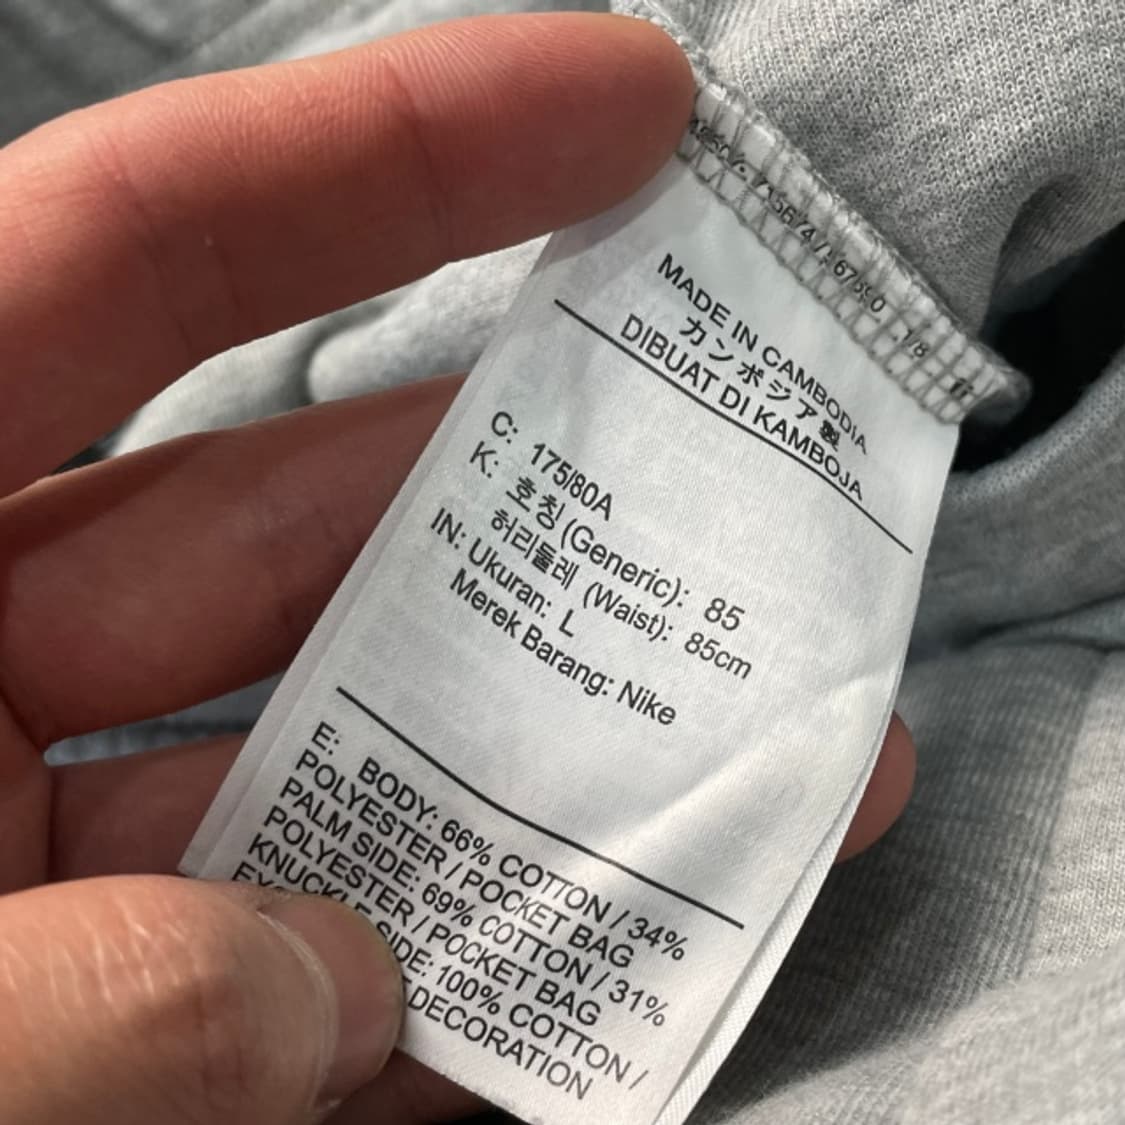 MADE IN CAMBODIA
カンボジア製
DIBUAT DI KAMBOJA
C: 175/80A
K: 호칭 (Generic): 85
허리둘레 (Waist): 85cm
IN: Ukuran: L
Merek Barang: Nike
E: BODY: 66% COTTON / 34%
POLYESTER / POCKET BAG
PALM SIDE: 69% COTTON / 31%
POLYESTER / POCKET BAG
KNUCKLE SIDE: 100% COTTON /
DECORATION